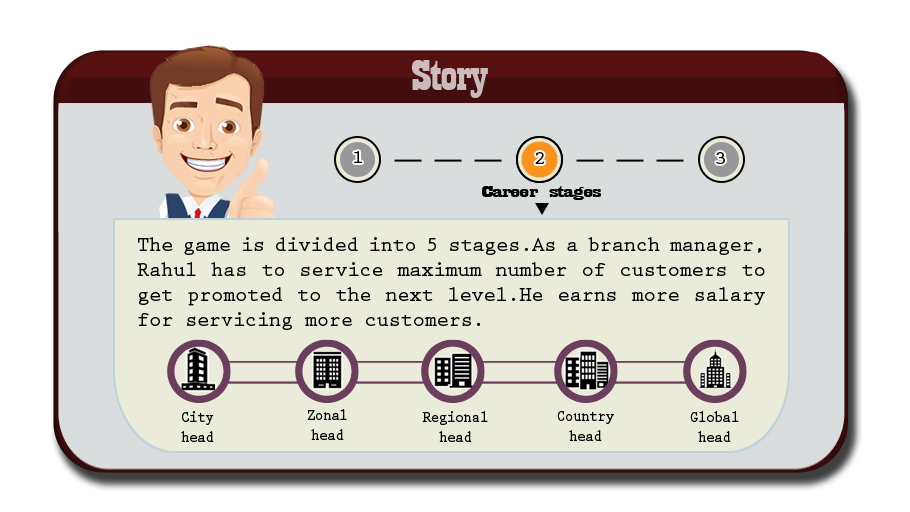 Story
1 2 3
Career stages
The game is divided into 5 stages.As a branch manager,
Rahul has to service maximum number of customers to
get promoted to the next level.He earns more salary
for servicing more customers.
City
head
Zonal
head
Regional
head
Country
head
Global
head